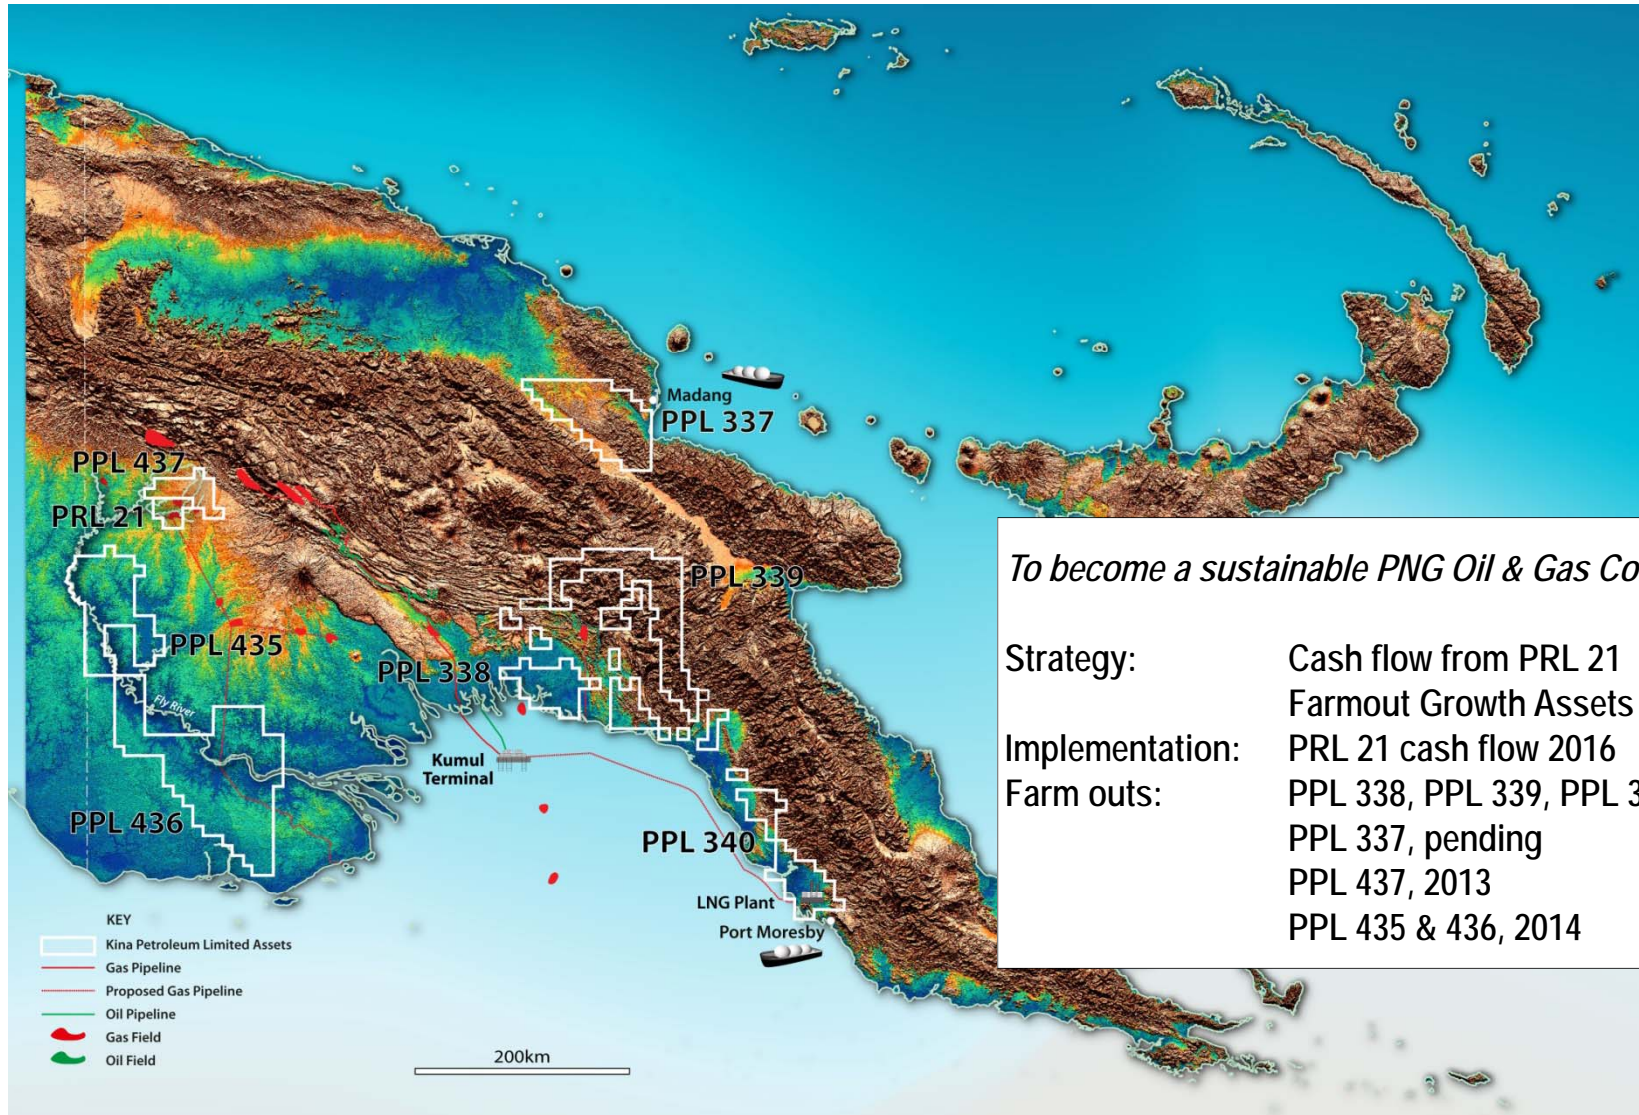 Madang
PPL 337
PPL 437
PRL 21
PPL 339
PPL 435
PPL 338
Fly River
Kumul
Terminal
PPL 436
PPL 340
LNG Plant
Port Moresby
KEY
Kina Petroleum Limited Assets
Gas Pipeline
Proposed Gas Pipeline
Oil Pipeline
Gas Field
Oil Field
200km
To become a sustainable PNG Oil & Gas Co
Strategy: Cash flow from PRL 21
Farmout Growth Assets
Implementation: PRL 21 cash flow 2016
Farm outs: PPL 338, PPL 339, PPL 3
PPL 337, pending
PPL 437, 2013
PPL 435 & 436, 2014